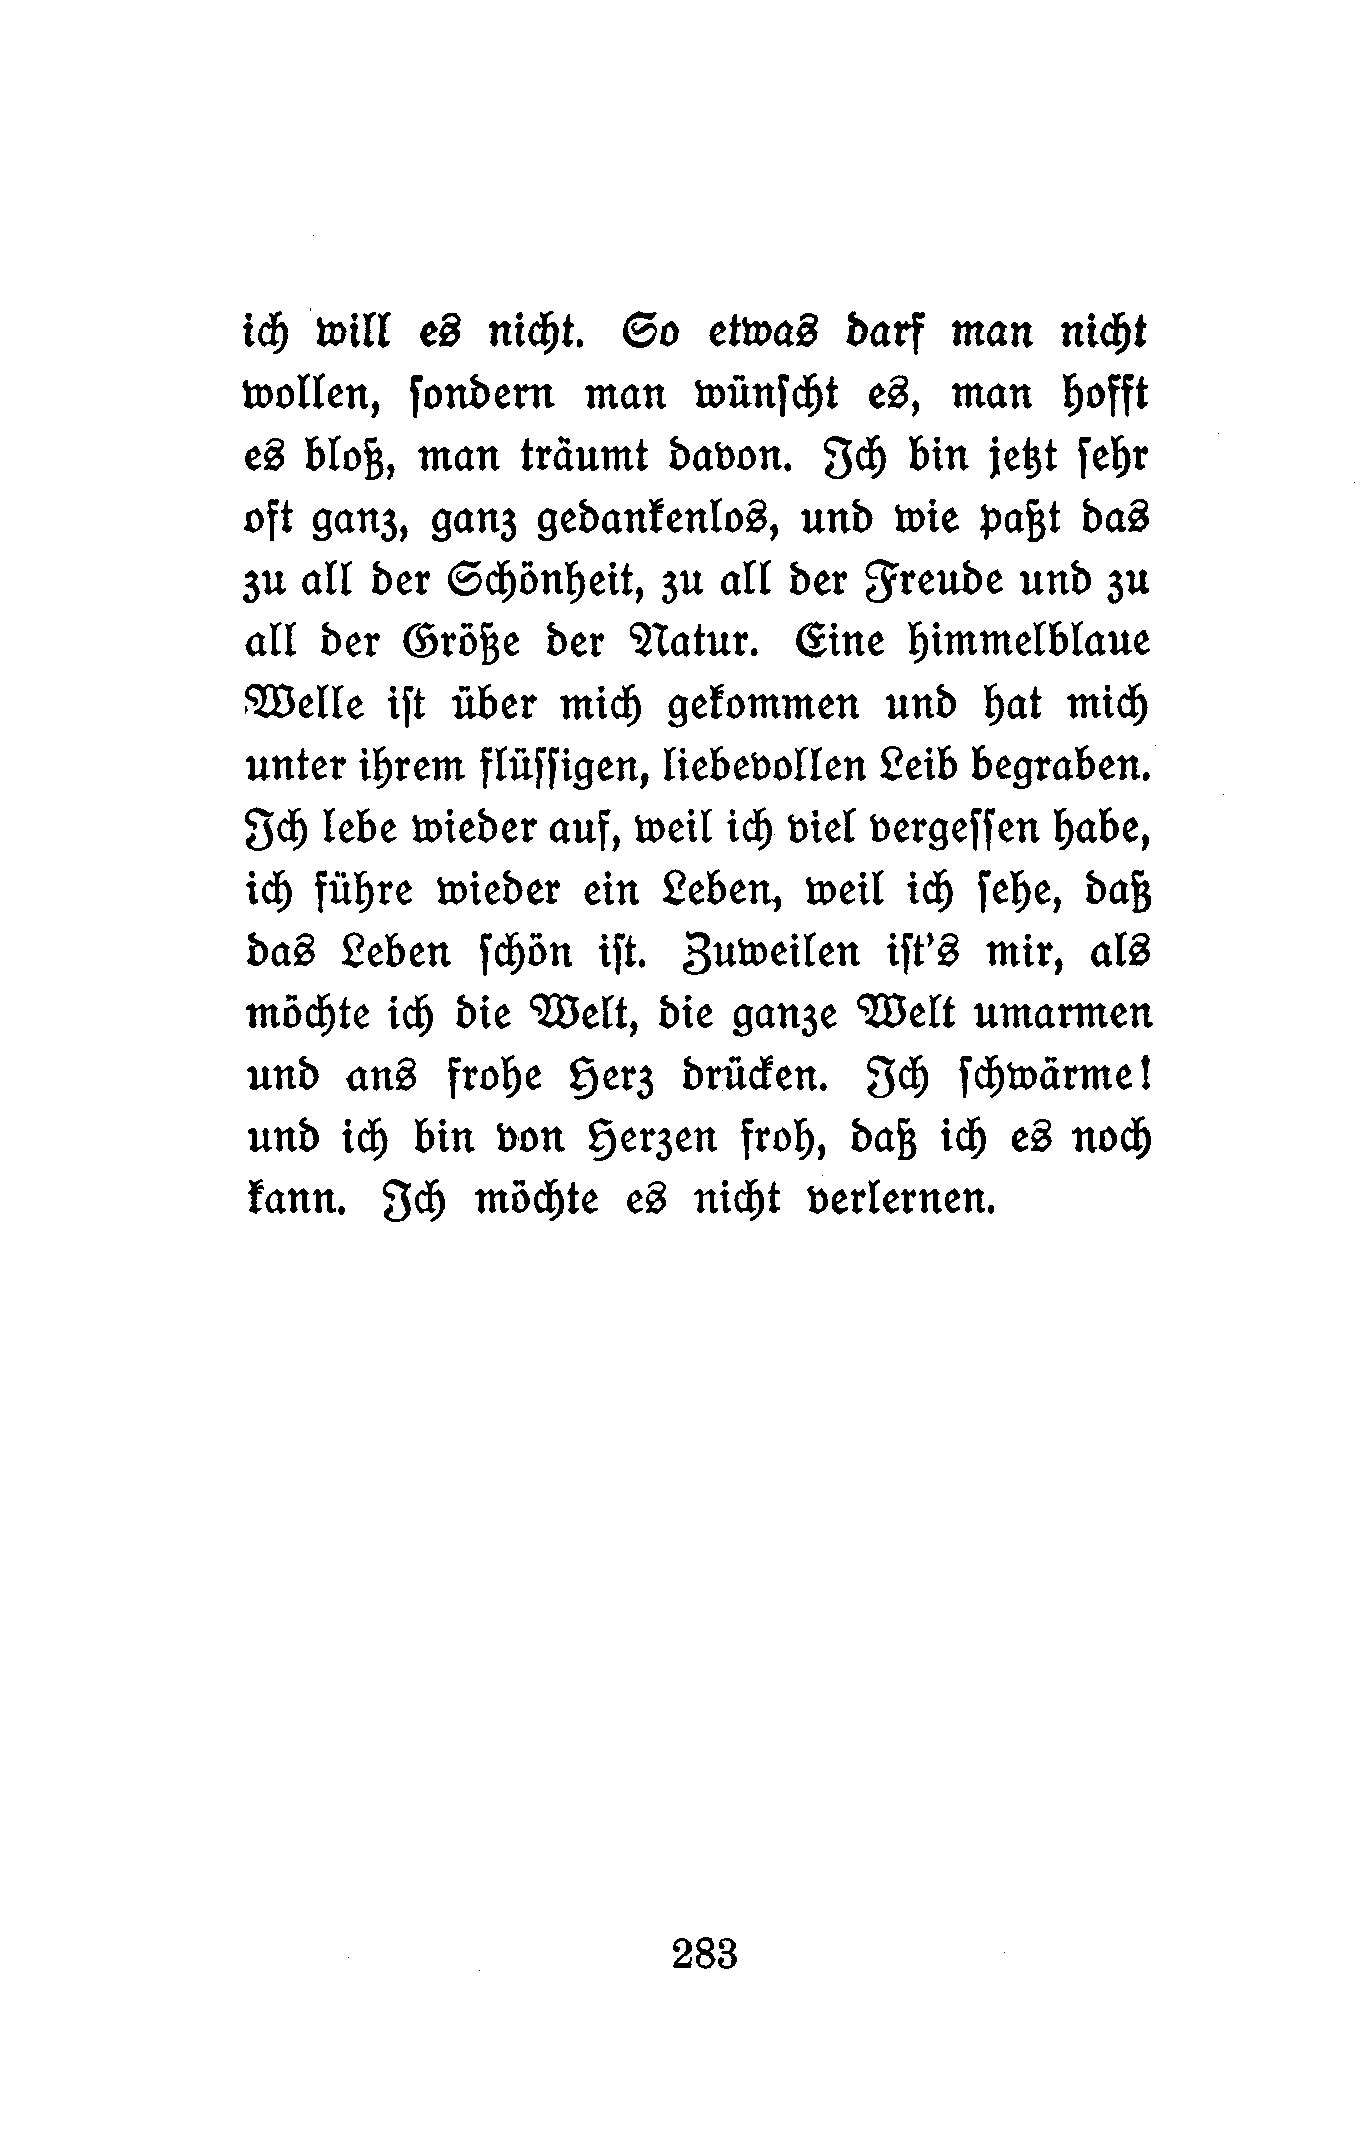 ich will es nicht. So etwas darf man nicht
wollen, sondern man wünscht es, man hofft
es bloß, man träumt davon. Ich bin jetzt sehr
oft ganz, ganz gedankenlos, und wie paßt das
zu all der Schönheit, zu all der Freude und zu
all der Größe der Natur. Eine himmelblaue
Welle ist über mich gekommen und hat mich
unter ihrem flüssigen, liebevollen Leib begraben.
Ich lebe wieder auf, weil ich viel vergessen habe,
ich führe wieder ein Leben, weil ich sehe, daß
das Leben schön ist. Zuweilen ist's mir, als
möchte ich die Welt, die ganze Welt umarmen
und ans frohe Herz drücken. Ich schwärme!
und ich bin von Herzen froh, daß ich es noch
kann. Ich möchte es nicht verlernen.
283